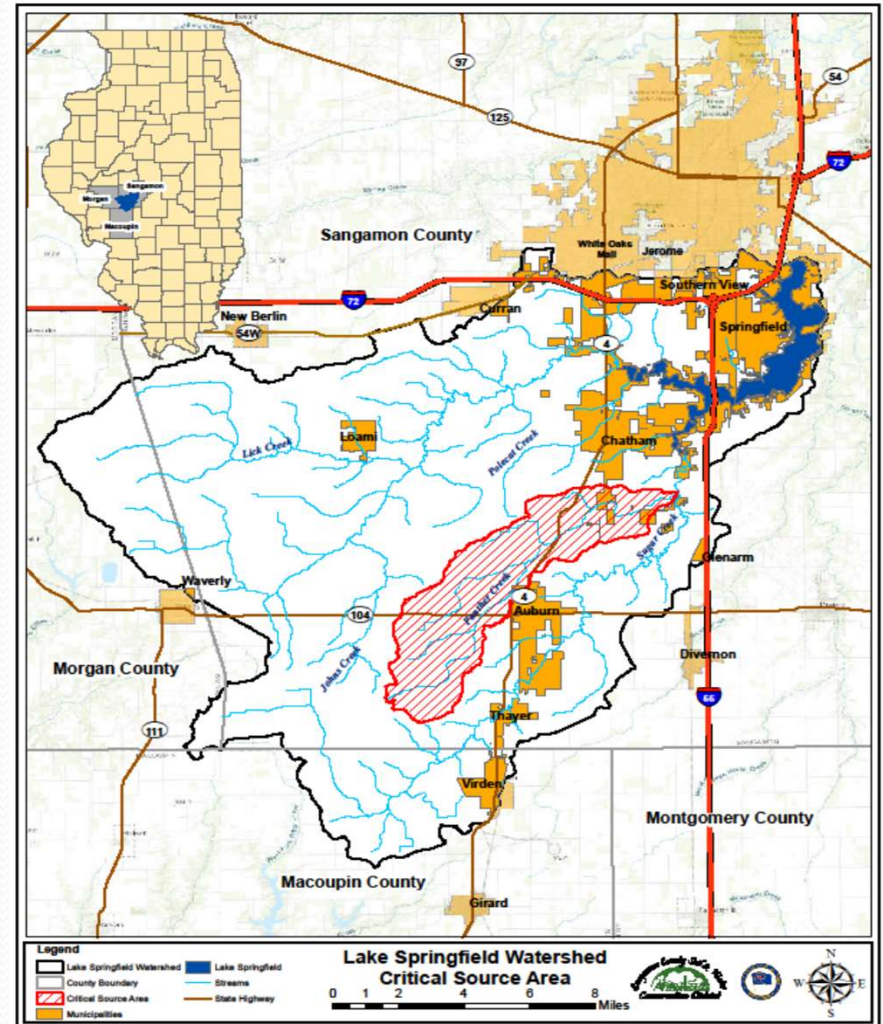 97
54
125
72
Sangamon
Morgan
Macoupin
Sangamon County
White Oaks
Mall
Jerome
72
Curran
Southern View
New Berlin
54W
Springfield
4
Loami
Chatham
Lick Creek
Polecat Creek
Sugar Creek
Glenarm
Waverly
Panther Creek
4
Auburn
104
Divernon
Morgan County
Johns Creek
55
111
Thayer
Virden
Montgomery County
Macoupin County
Girard
Legend
Lake Springfield Watershed
Lake Springfield
County Boundary
Streams
Critical Source Area
State Highway
Municipalities
Lake Springfield Watershed
Critical Source Area
0 1 2 4 6 8
Miles
N
W E
S